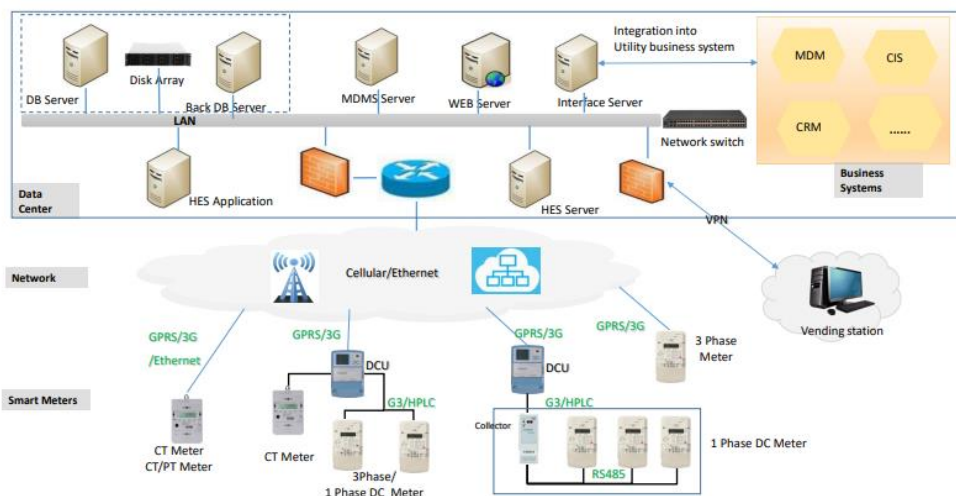 Integration into
Utility business system
MDM
CIS
CRM
......
Business
Systems
DB Server
Disk Array
Back DB Server
MDMS Server
WEB Server
Interface Server
LAN
Network switch
HES Application
HES Server
Data
Center
VPN
Network
Cellular/Ethernet
Vending station
GPRS/3G
/Ethernet
GPRS/3G
GPRS/3G
GPRS/3G
3 Phase
Meter
DCU
DCU
Smart Meters
G3/HPLC
G3/HPLC
Collector
CT Meter
CT/PT Meter
CT Meter
3Phase/
1 Phase DC Meter
RS485
1 Phase DC Meter